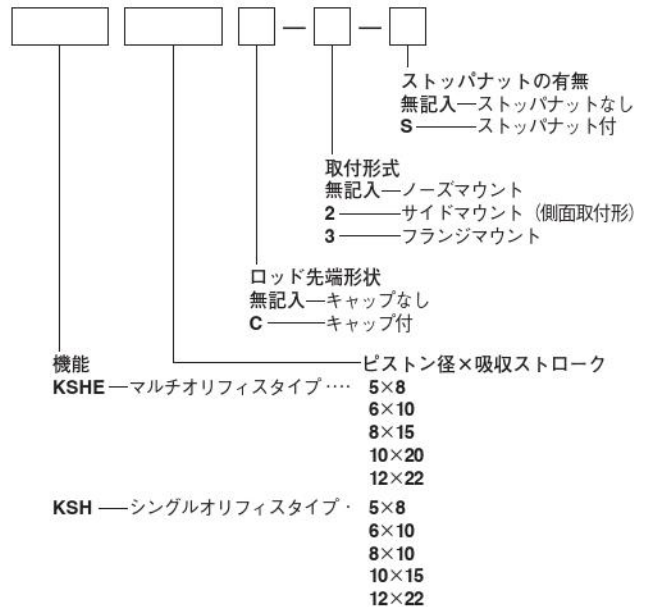 ストッパナットの有無
無記入―ストッパナットなし
S―ストッパナット付
取付形式
無記入―ノーズマウント
2―サイドマウント（側面取付形）
3―フランジマウント
ロッド先端形状
無記入―キャップなし
C―キャップ付
機能 ピストン径×吸収ストローク
KSHE―マルチオリフィスタイプ‥‥ 5×8
6×10
8×15
10×20
12×22
KSH―シングルオリフィスタイプ・ 5×8
6×10
8×10
10×15
12×22